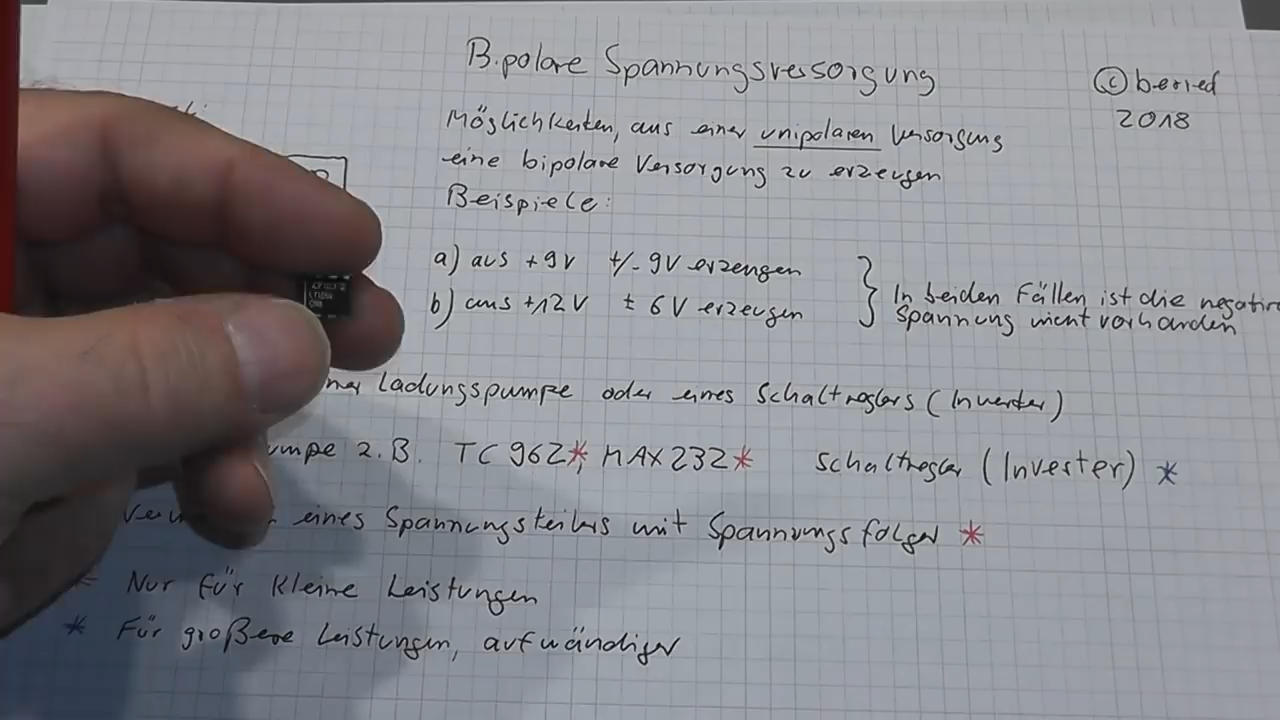 Bipolare Spannungsversorgung
© berred
2018
Möglichkeiten, aus einer unipolaren Versorgung
eine bipolare Versorgung zu erzeugen
Beispiele:
a) aus +9V +/- 9V erzeugen
b) aus +12V ± 6V erzeugen
} In beiden Fällen ist die negative
Spannung nicht vorhanden
Ladungspumpe oder eines Schaltreglers (Inverter)
z.B. TC962*, MAX232* Schaltregler (Inverter) *
eines Spannungsteilers mit Spannungsfolger *
* Nur für kleine Leistungen
* Für größere Leistungen, aufwändiger